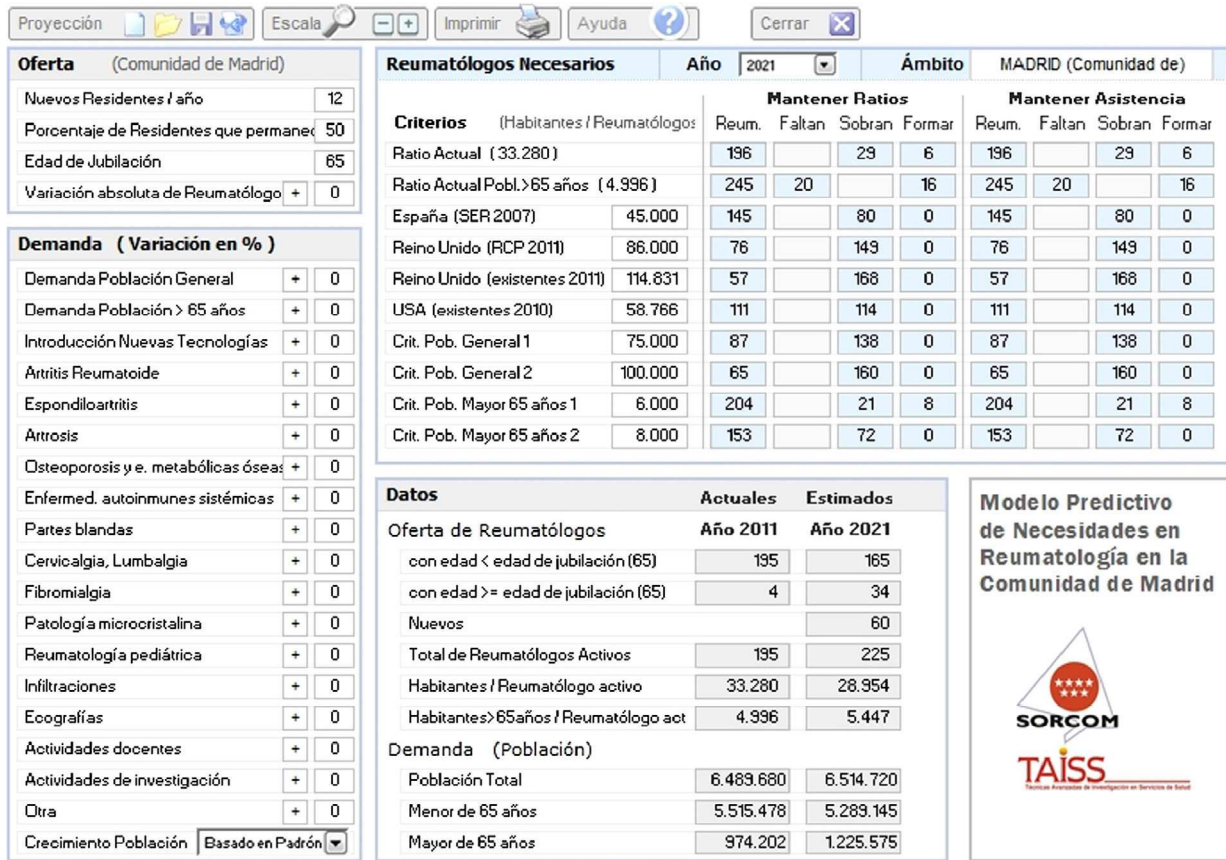 Proyección Escala Imprimir Ayuda Cerrar
Oferta (Comunidad de Madrid)
Nuevos Residentes / año 12
Porcentaje de Residentes que permanec 50
Edad de Jubilación 65
Variación absoluta de Reumatólogo + 0
Demanda ( Variación en % )
Demanda Población General + 0
Demanda Población > 65 años + 0
Introducción Nuevas Tecnologías + 0
Artritis Reumatoide + 0
Espondiloartritis + 0
Artrosis + 0
Osteoporosis y e. metabólicas óseas + 0
Enfermed. autoinmunes sistémicas + 0
Partes blandas + 0
Cervicalgia, Lumbalgia + 0
Fibromialgia + 0
Patología microcristalina + 0
Reumatología pediátrica + 0
Infiltraciones + 0
Ecografías + 0
Actividades docentes + 0
Actividades de investigación + 0
Otra + 0
Crecimiento Población Basado en Padrón
Reumatólogos Necesarios Año 2021 Ámbito MADRID (Comunidad de)
Mantener Ratios Mantener Asistencia
Criterios (Habitantes / Reumatólogos Reum. Faltan Sobran Formar Reum. Faltan Sobran Formar
Ratio Actual ( 33.280 ) 196 29 6 196 29 6
Ratio Actual Pobl.>65 años ( 4.996 ) 245 20 16 245 20 16
España (SER 2007) 45.000 145 80 0 145 80 0
Reino Unido (RCP 2011) 86.000 76 149 0 76 149 0
Reino Unido (existentes 2011) 114.831 57 168 0 57 168 0
USA (existentes 2010) 58.766 111 114 0 111 114 0
Crit. Pob. General 1 75.000 87 138 0 87 138 0
Crit. Pob. General 2 100.000 65 160 0 65 160 0
Crit. Pob. Mayor 65 años 1 6.000 204 21 8 204 21 8
Crit. Pob. Mayor 65 años 2 8.000 153 72 0 153 72 0
Datos Actuales Estimados
Oferta de Reumatólogos Año 2011 Año 2021
con edad < edad de jubilación (65) 195 165
con edad >= edad de jubilación (65) 4 34
Nuevos 60
Total de Reumatólogos Activos 195 225
Habitantes / Reumatólogo activo 33.280 28.954
Habitantes>65años / Reumatólogo act 4.996 5.447
Demanda (Población)
Población Total 6.489.680 6.514.720
Menor de 65 años 5.515.478 5.289.145
Mayor de 65 años 974.202 1.225.575
Modelo Predictivo
de Necesidades en
Reumatología en la
Comunidad de Madrid
SORCOM
TAISS
Técnicas Avanzadas de Investigación en Servicios de Salud